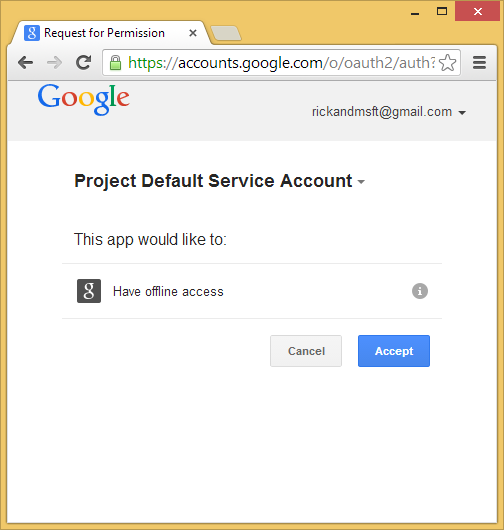 Request for Permission
https://accounts.google.com/o/oauth2/auth?
Google
rickandmsft@gmail.com
Project Default Service Account
This app would like to:
Have offline access
Cancel
Accept